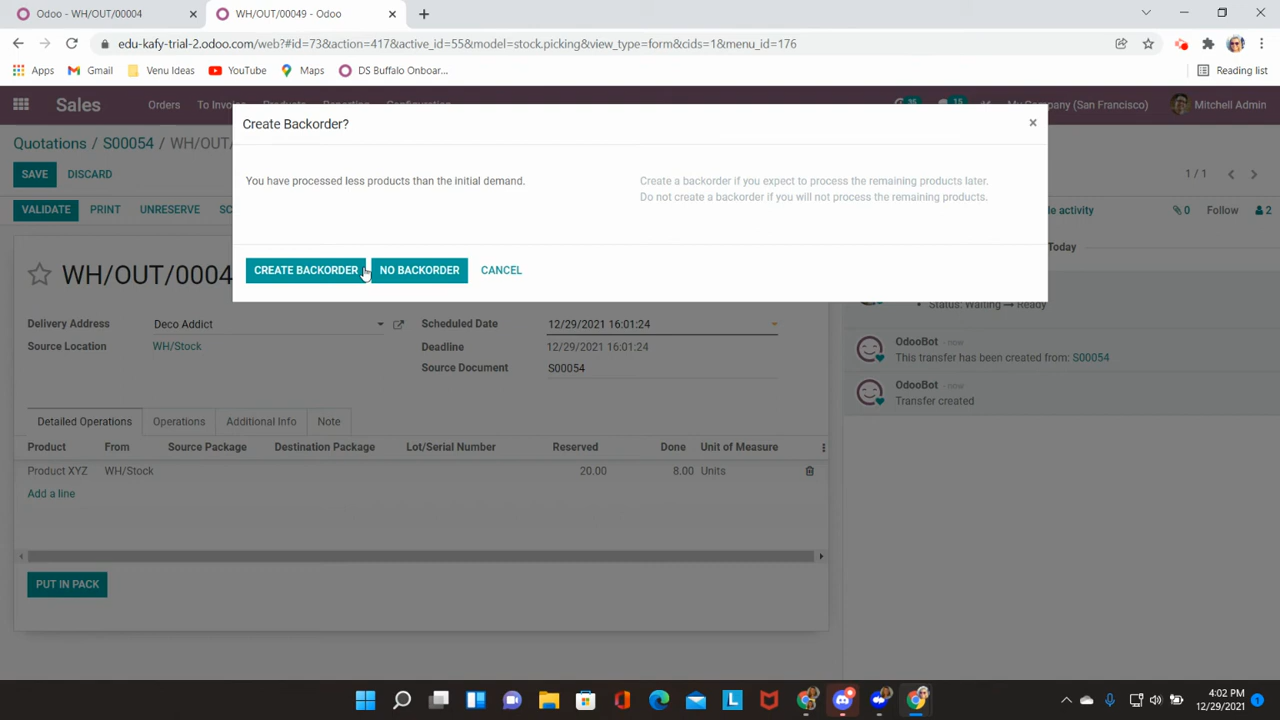 Odoo - WH/OUT/00004
WH/OUT/00049 - Odoo
edu-kafy-trial-2.odoo.com/web?#id=73&action=417&active_id=55&model=stock.picking&view_type=form&cids=1&menu_id=176
Apps Gmail Venu Ideas YouTube Maps DS Buffalo Onboar... Reading list
Sales Orders To Invoice Products Reporting Configuration 15 My Company (San Francisco) Mitchell Admin
Create Backorder?
Quotations / S00054 / WH/OUT
SAVE DISCARD 1 / 1
You have processed less products than the initial demand.
Create a backorder if you expect to process the remaining products later.
Do not create a backorder if you will not process the remaining products.
VALIDATE PRINT UNRESERVE SC le activity 0 Follow 2
Today
CREATE BACKORDER NO BACKORDER CANCEL
WH/OUT/0004
Status: Waiting → Ready
Delivery Address Deco Addict Scheduled Date 12/29/2021 16:01:24
Source Location WH/Stock Deadline 12/29/2021 16:01:24
Source Document S00054
OdooBot - now
This transfer has been created from: S00054
OdooBot - now
Transfer created
Detailed Operations Operations Additional Info Note
Product From Source Package Destination Package Lot/Serial Number Reserved Done Unit of Measure
Product XYZ WH/Stock 20.00 8.00 Units
Add a line
PUT IN PACK
4:02 PM
12/29/2021
1